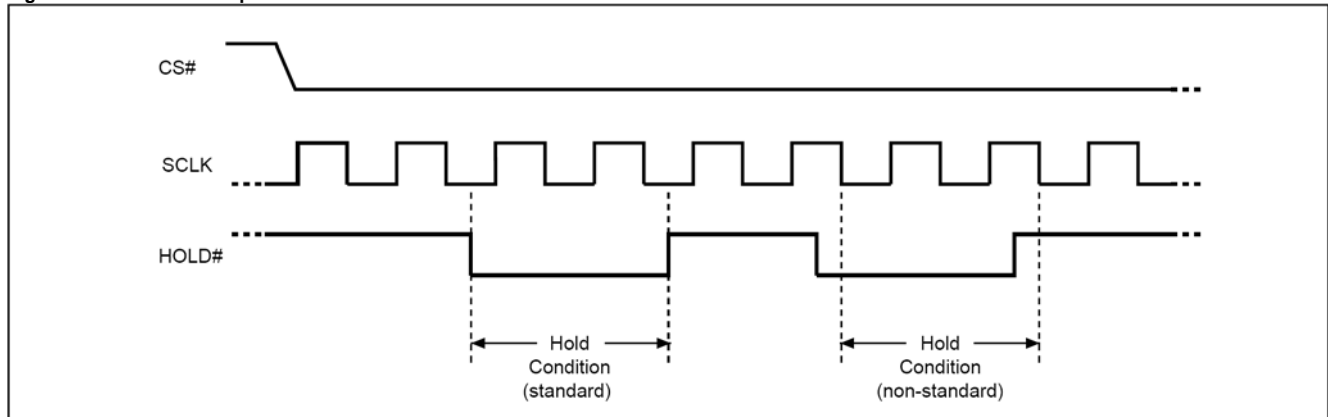 CS#
SCLK
HOLD#
Hold
Condition
(standard)
Hold
Condition
(non-standard)